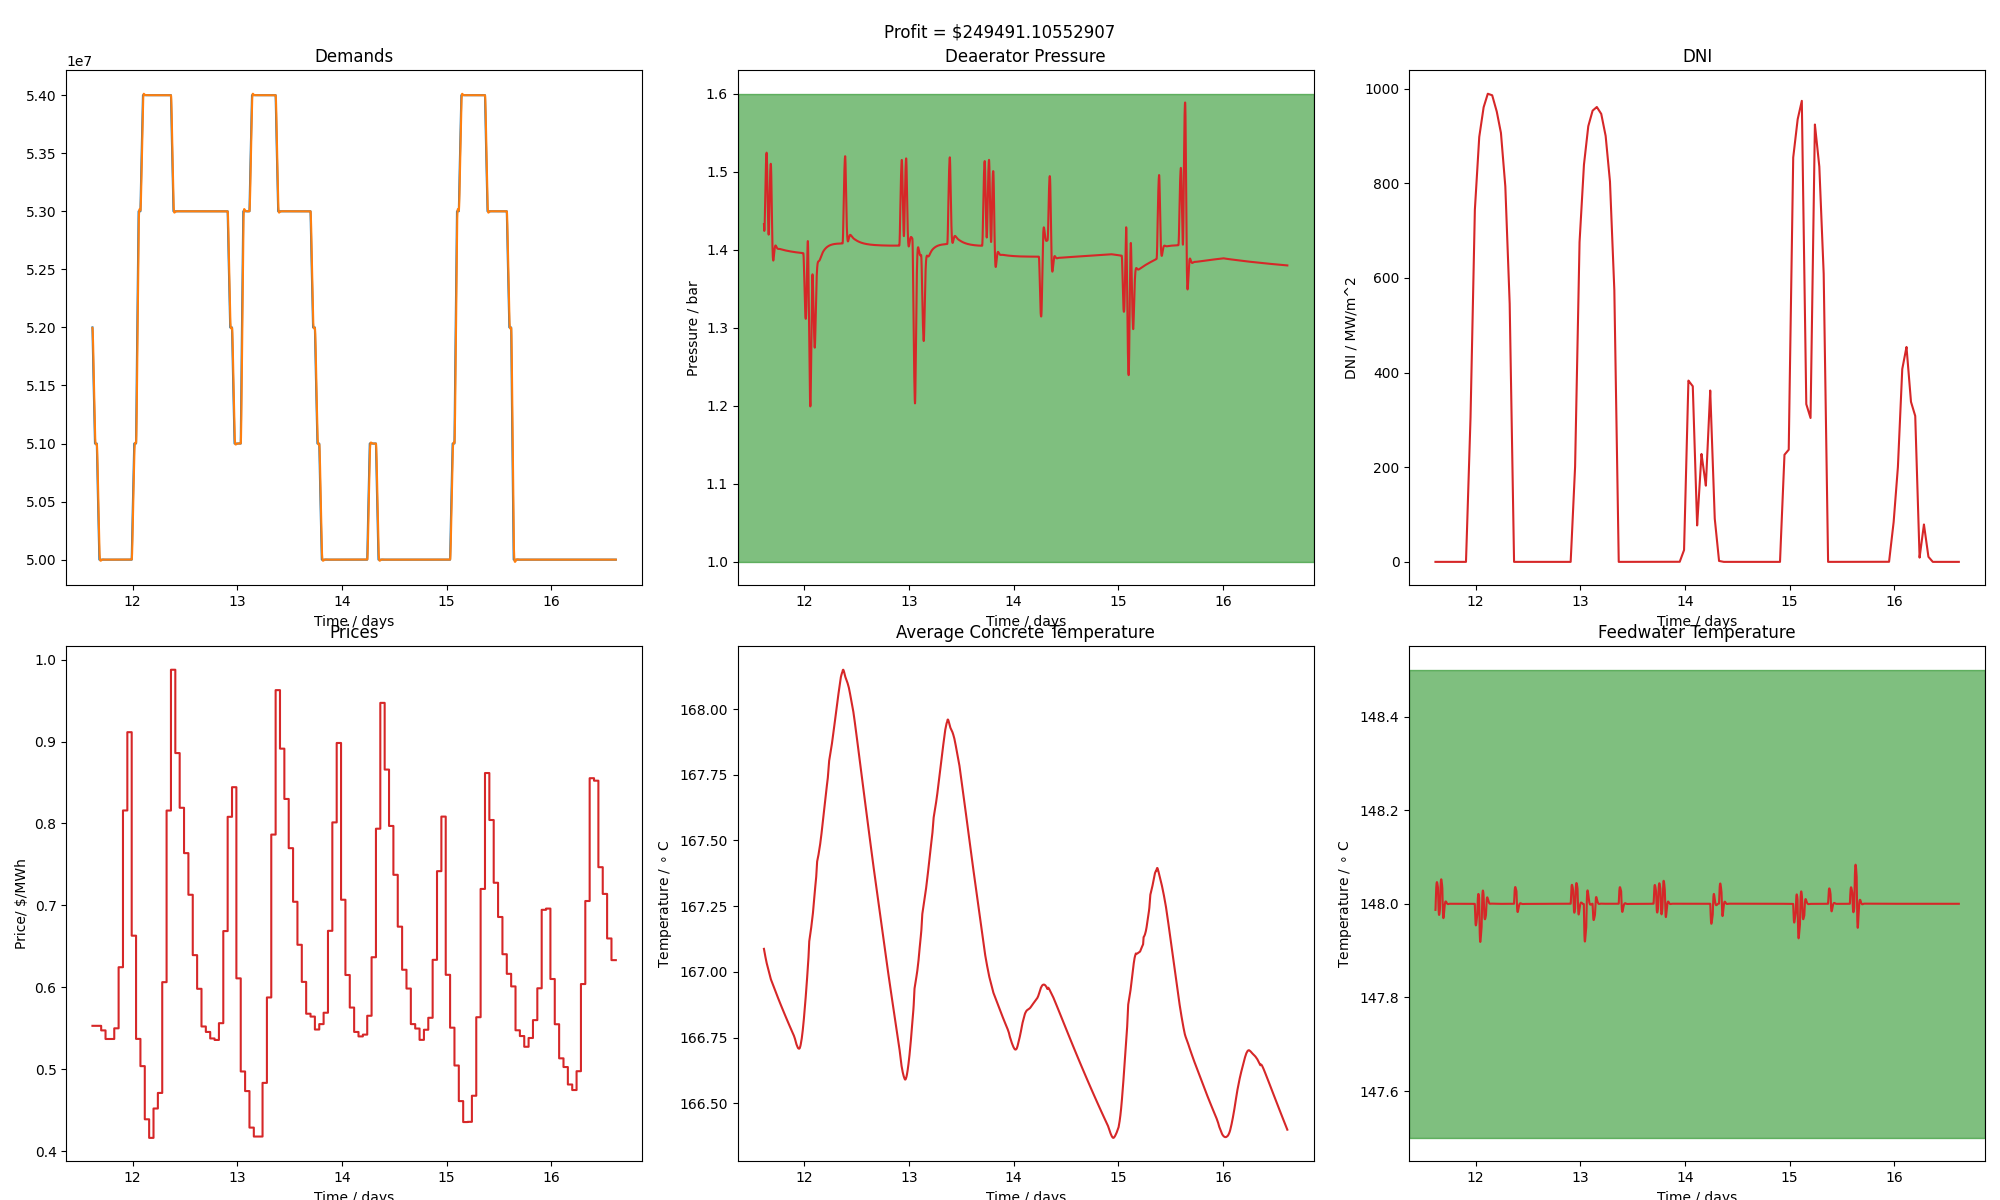 Profit = $249491.10552907
Demands
1e7
5.40
5.35
5.30
5.25
5.20
5.15
5.10
5.05
5.00
12 13 14 15 16
Time / days
Deaerator Pressure
Pressure / bar
1.6
1.5
1.4
1.3
1.2
1.1
1.0
12 13 14 15 16
Time / days
DNI
DNI / MW/m^2
1000
800
600
400
200
0
12 13 14 15 16
Time / days
Prices
Price/ $/MWh
1.0
0.9
0.8
0.7
0.6
0.5
0.4
12 13 14 15 16
Time / days
Average Concrete Temperature
Temperature / ∘ C
168.00
167.75
167.50
167.25
167.00
166.75
166.50
12 13 14 15 16
Time / days
Feedwater Temperature
Temperature / ∘ C
148.4
148.2
148.0
147.8
147.6
12 13 14 15 16
Time / days